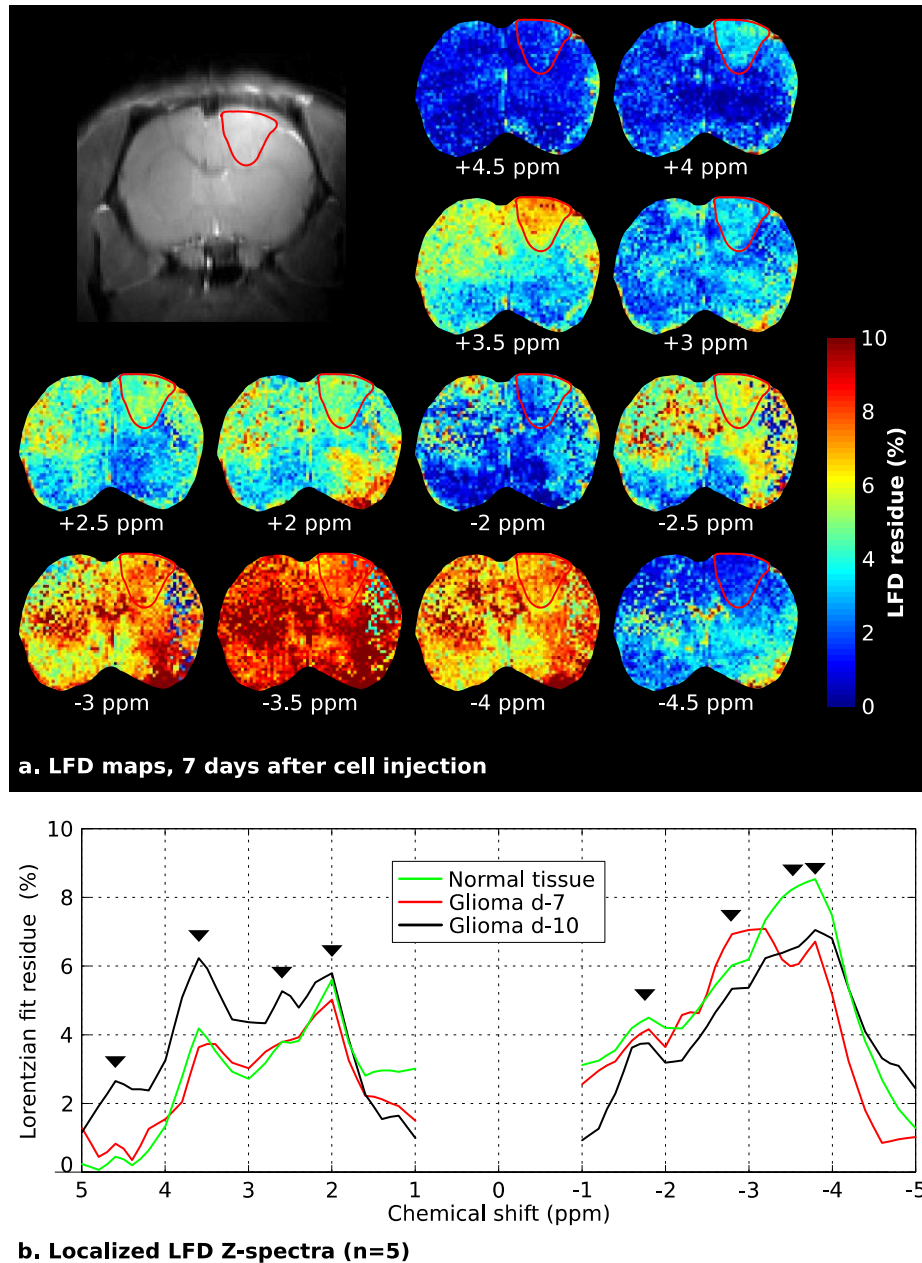 +4.5 ppm
+4 ppm
+3.5 ppm
+3 ppm
+2.5 ppm
+2 ppm
-2 ppm
-2.5 ppm
-3 ppm
-3.5 ppm
-4 ppm
-4.5 ppm
10
8
6
4
2
0
LFD residue (%)
a. LFD maps, 7 days after cell injection
10
8
6
4
2
0
Lorentzian fit residue (%)
Normal tissue
Glioma d-7
Glioma d-10
5 4 3 2 1 0 -1 -2 -3 -4 -5
Chemical shift (ppm)
b. Localized LFD Z-spectra (n=5)